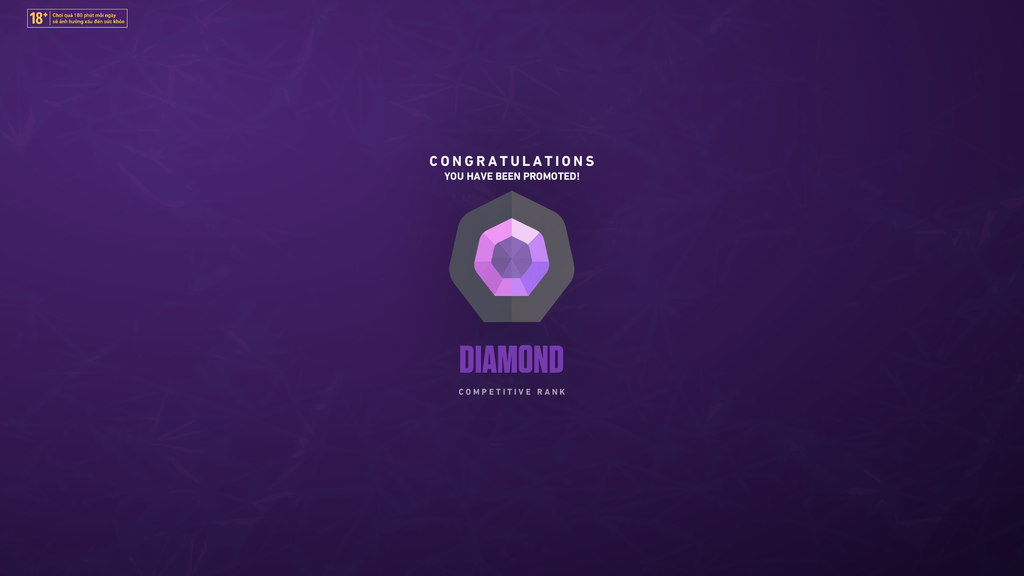 18+
Chơi quá 180 phút mỗi ngày
sẽ ảnh hưởng xấu đến sức khỏe
CONGRATULATIONS
YOU HAVE BEEN PROMOTED!
DIAMOND
COMPETITIVE RANK